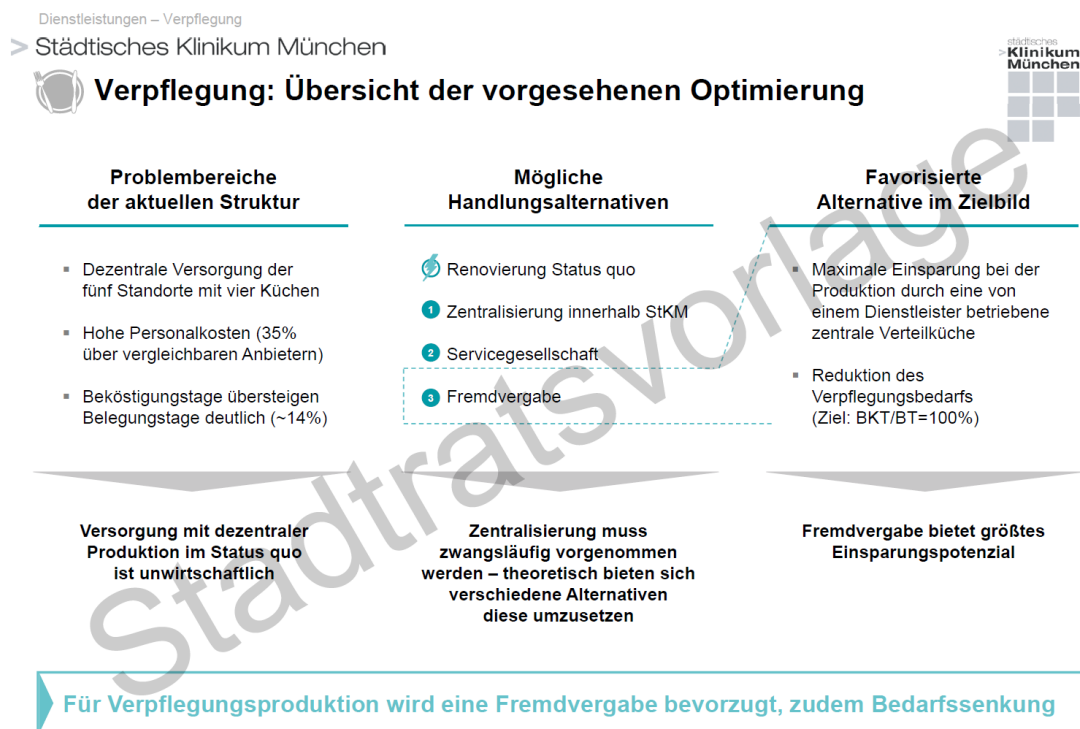 Dienstleistungen – Verpflegung
> Städtisches Klinikum München
städtisches
>Klinikum
München
Verpflegung: Übersicht der vorgesehenen Optimierung
Problembereiche
der aktuellen Struktur
▪ Dezentrale Versorgung der
fünf Standorte mit vier Küchen
▪ Hohe Personalkosten (35%
über vergleichbaren Anbietern)
▪ Beköstigungstage übersteigen
Belegungstage deutlich (~14%)
Versorgung mit dezentraler
Produktion im Status quo
ist unwirtschaftlich
Mögliche
Handlungsalternativen
Renovierung Status quo
1 Zentralisierung innerhalb StKM
2 Servicegesellschaft
3 Fremdvergabe
Zentralisierung muss
zwangsläufig vorgenommen
werden – theoretisch bieten sich
verschiedene Alternativen
diese umzusetzen
Favorisierte
Alternative im Zielbild
▪ Maximale Einsparung bei der
Produktion durch eine von
einem Dienstleister betriebene
zentrale Verteilküche
▪ Reduktion des
Verpflegungsbedarfs
(Ziel: BKT/BT=100%)
Fremdvergabe bietet größtes
Einsparungspotenzial
Für Verpflegungsproduktion wird eine Fremdvergabe bevorzugt, zudem Bedarfssenkung
Stadtratsvorlage